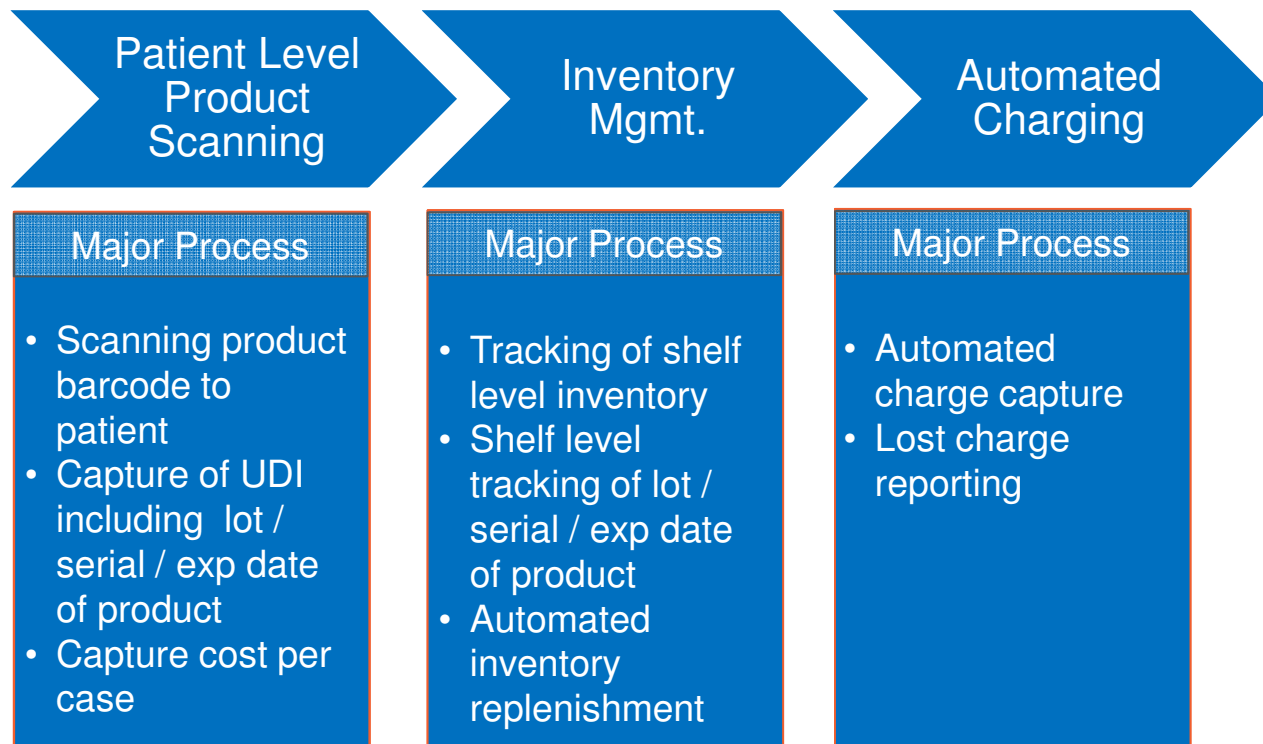 Patient Level
Product
Scanning
Inventory
Mgmt.
Automated
Charging
Major Process
• Scanning product
barcode to
patient
• Capture of UDI
including lot /
serial / exp date
of product
• Capture cost per
case
Major Process
• Tracking of shelf
level inventory
• Shelf level
tracking of lot /
serial / exp date
of product
• Automated
inventory
replenishment
Major Process
• Automated
charge capture
• Lost charge
reporting